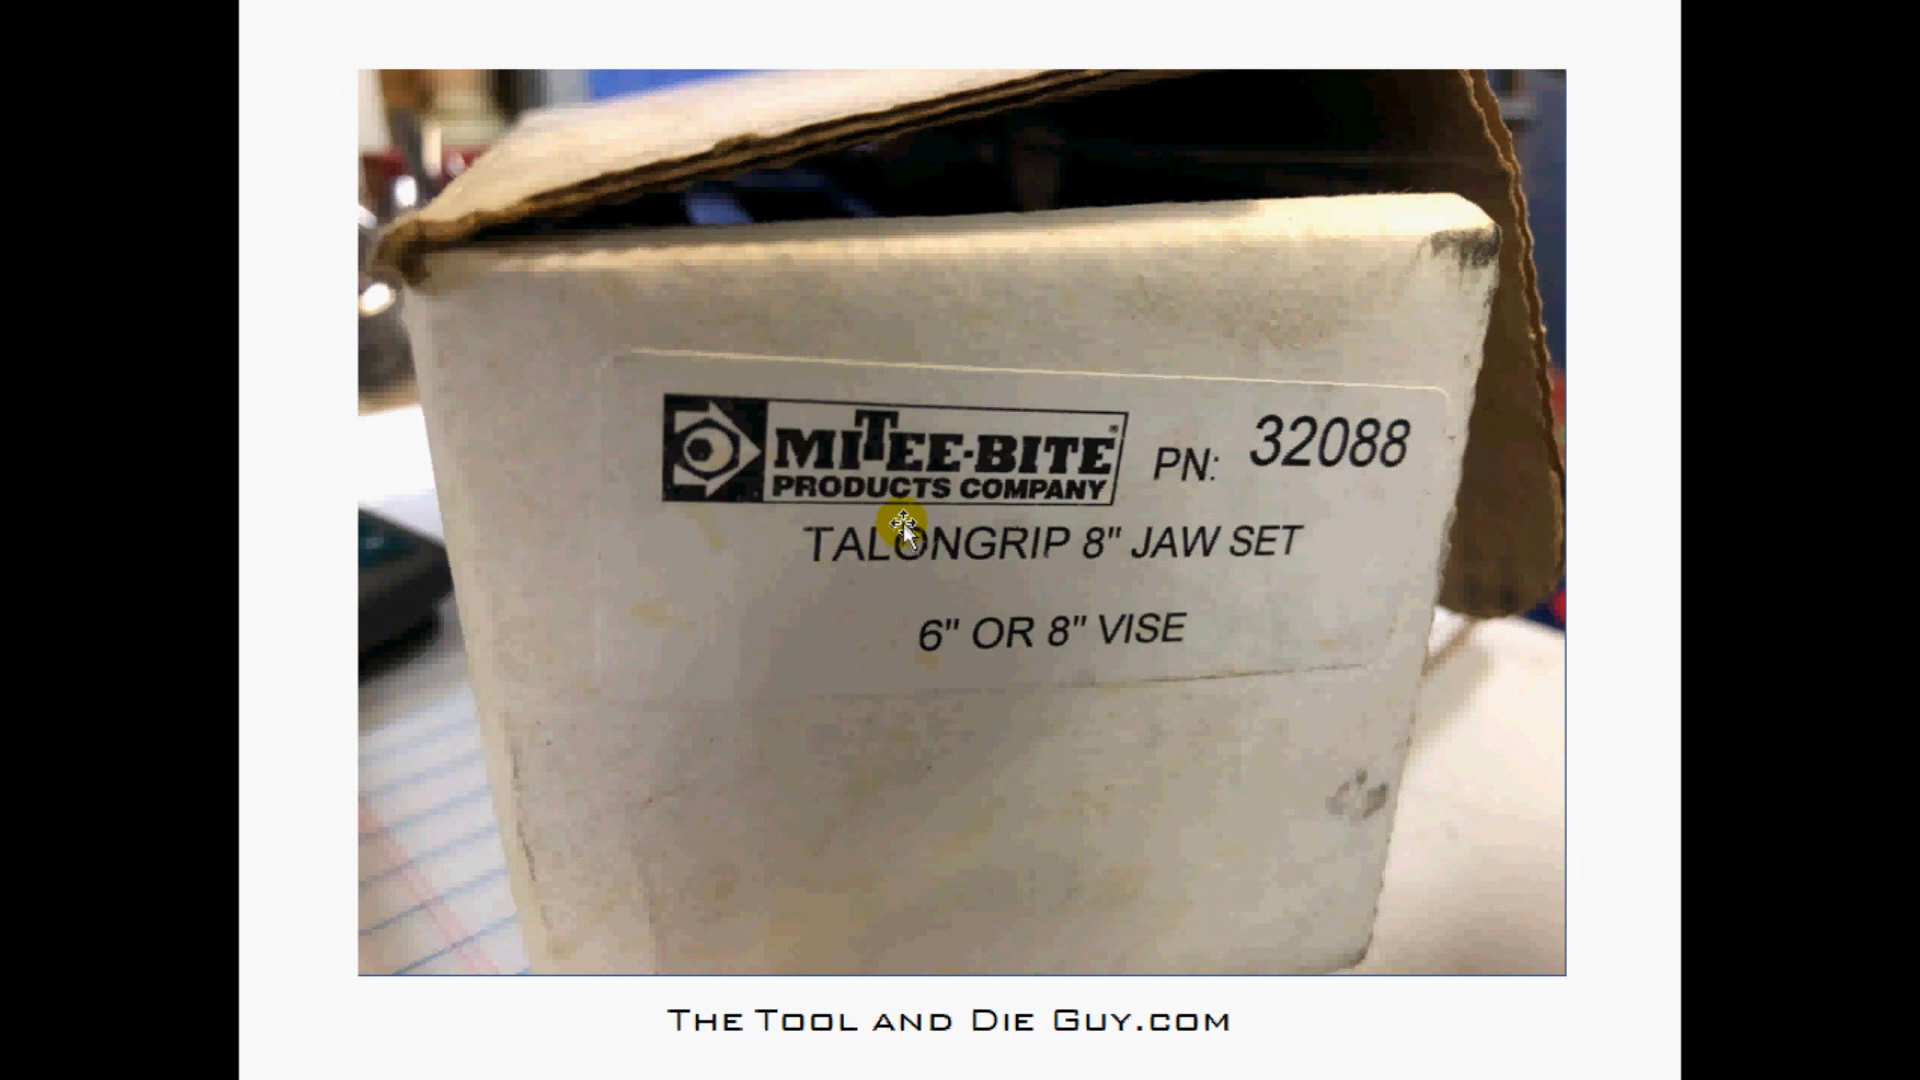 MITEE-BITE®
PRODUCTS COMPANY
PN: 32088
TALONGRIP 8" JAW SET
6" OR 8" VISE
THE TOOL AND DIE GUY.COM